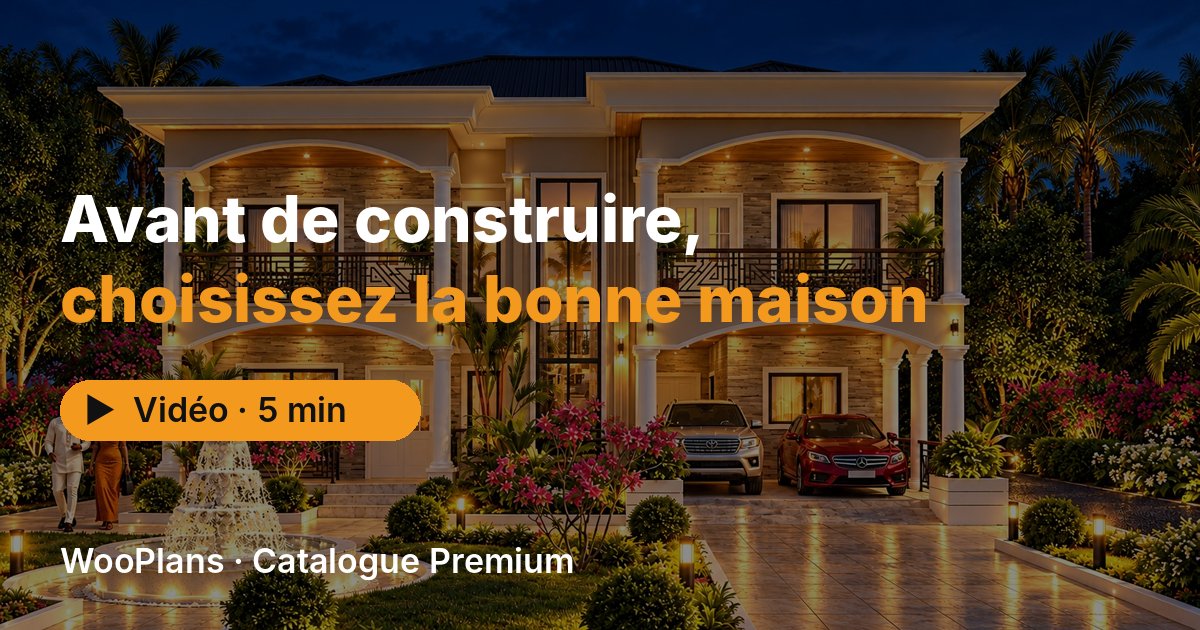 Avant de construire,
choisissez la bonne maison
Vidéo · 5 min
WooPlans · Catalogue Premium